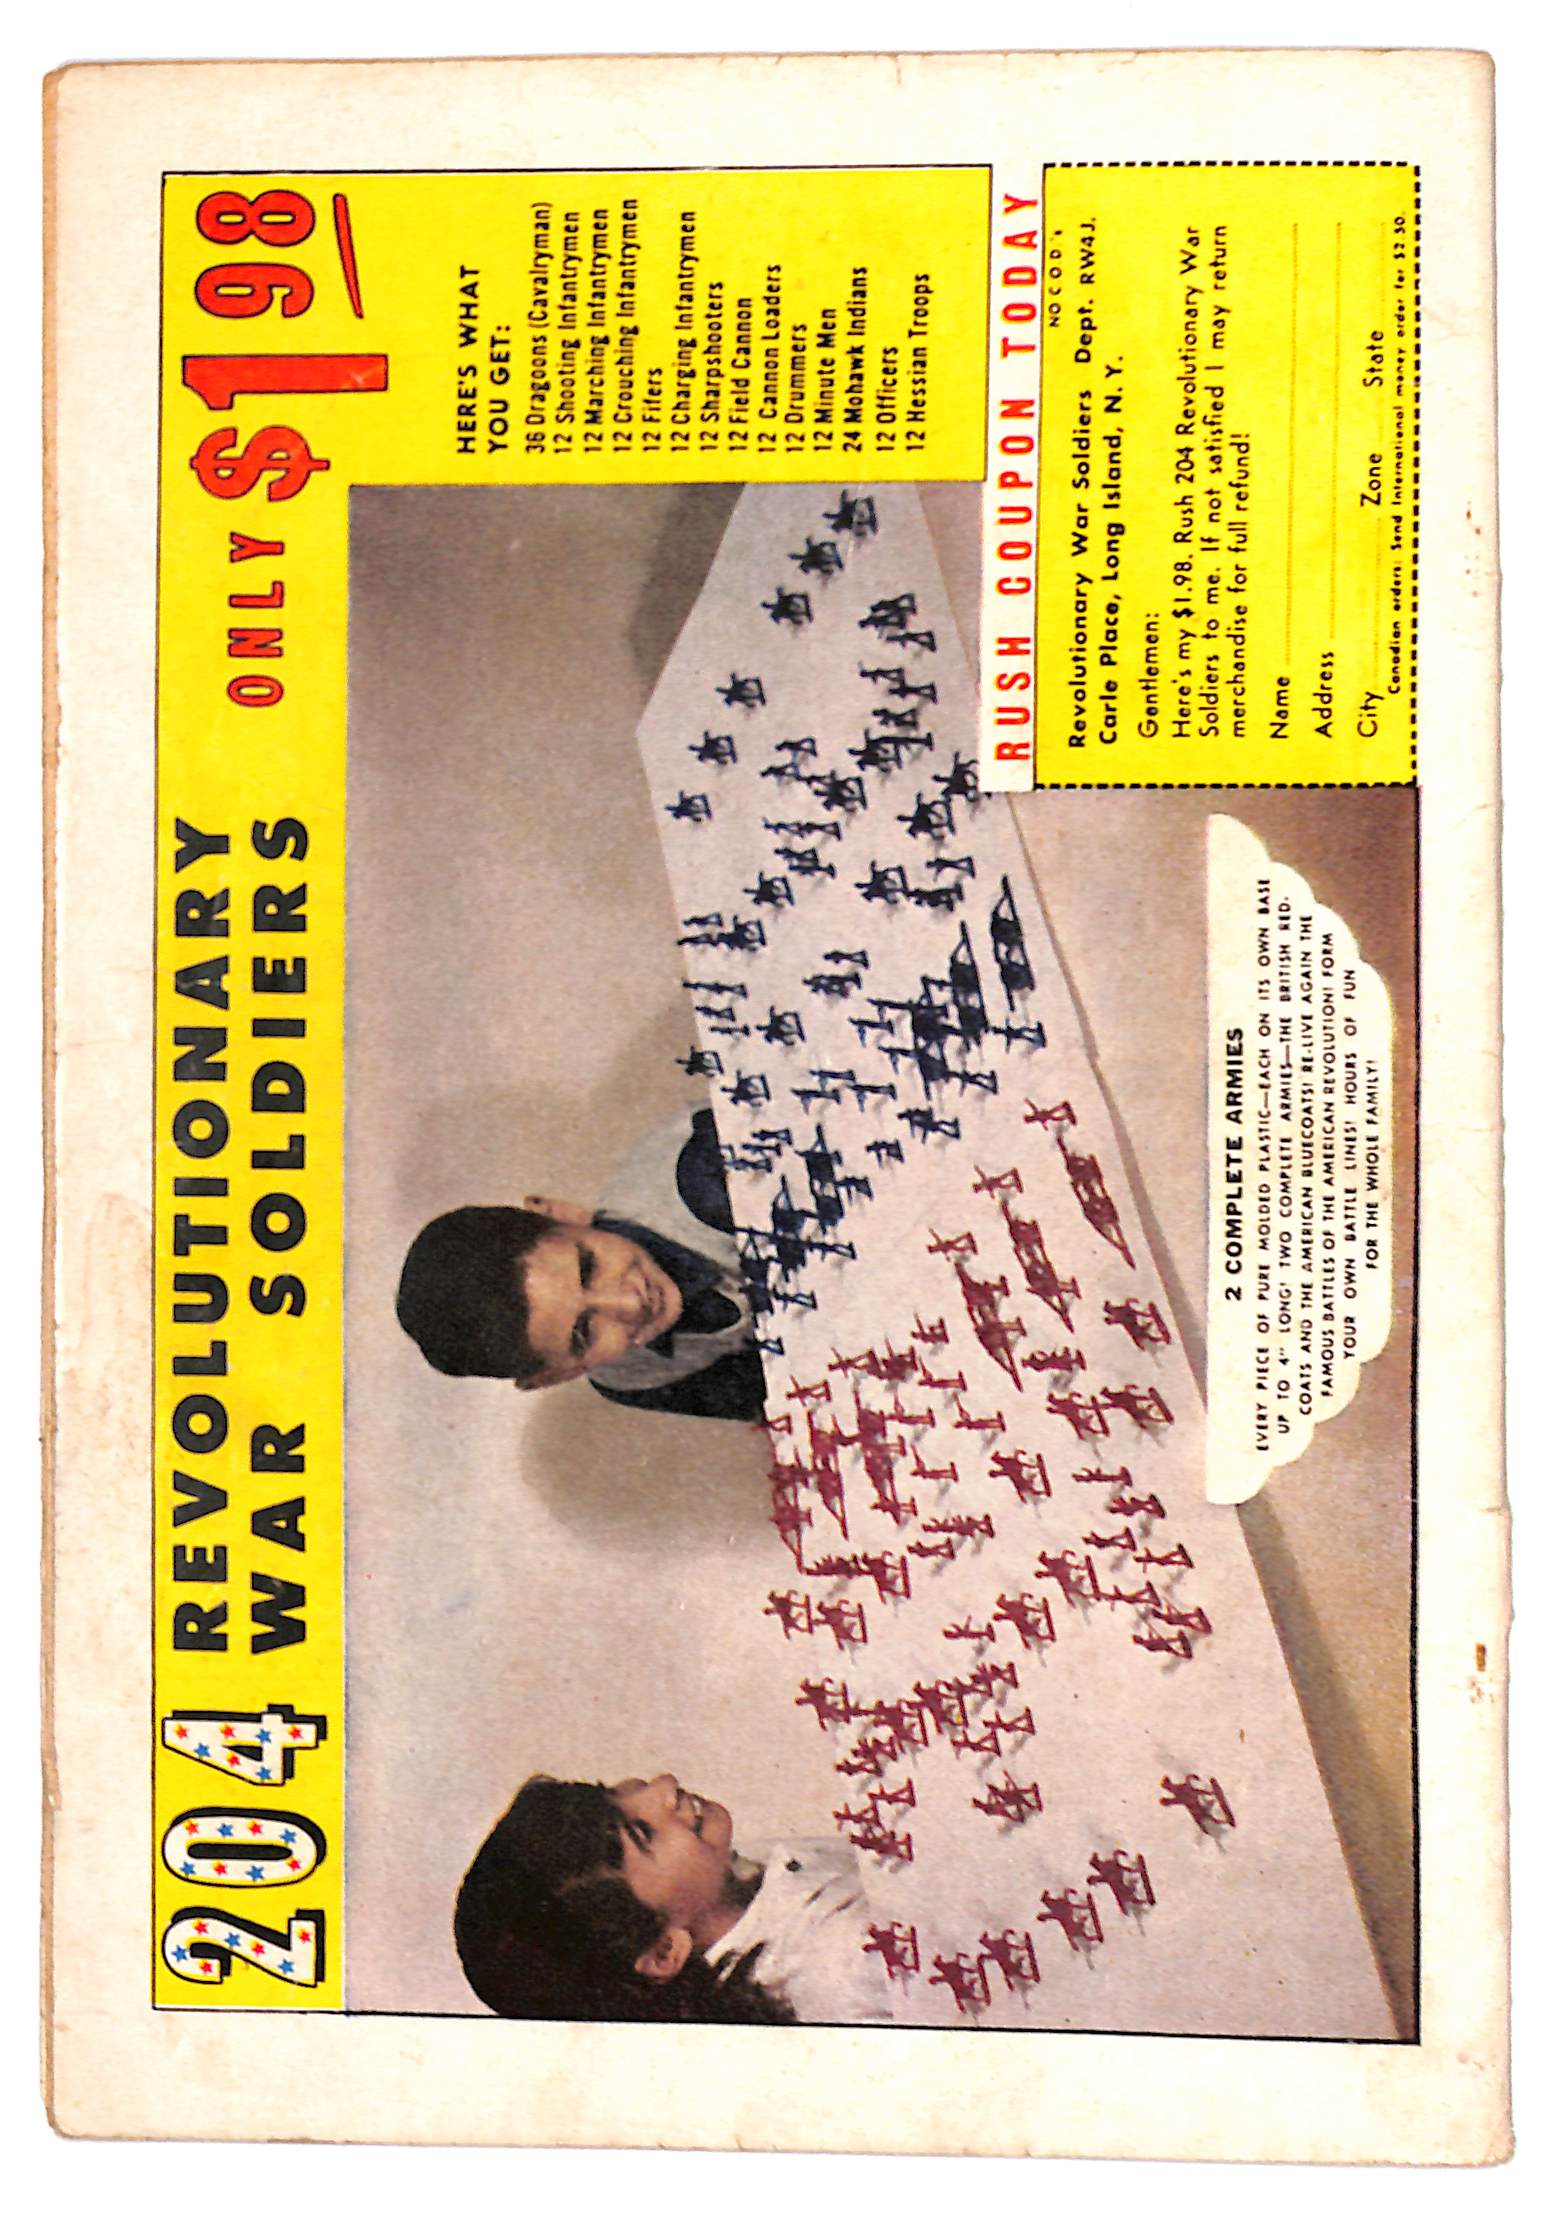 204 REVOLUTIONARY
WAR SOLDIERS ONLY $1 98
HERE'S WHAT
YOU GET:
36 Dragoons (Cavalryman)
12 Shooting Infantrymen
12 Marching Infantrymen
12 Crouching Infantrymen
12 Fifers
12 Charging Infantrymen
12 Sharpshooters
12 Field Cannon
12 Cannon Loaders
12 Drummers
12 Minute Men
24 Mohawk Indians
12 Officers
12 Hessian Troops
RUSH COUPON TODAY
NO C O D 's
Revolutionary War Soldiers Dept. RW4J.
Carle Place, Long Island, N. Y.
Gentlemen:
Here's my $1.98. Rush 204 Revolutionary War
Soldiers to me. If not satisfied I may return
merchandise for full refund!
Name
Address
City Zone State
Canadian orders: Send International money order for $2.50.
2 COMPLETE ARMIES
EVERY PIECE OF PURE MOLDED PLASTIC—EACH ON ITS OWN BASE
UP TO 4" LONG! TWO COMPLETE ARMIES—THE BRITISH RED-
COATS AND THE AMERICAN BLUECOATS! RE-LIVE AGAIN THE
FAMOUS BATTLES OF THE AMERICAN REVOLUTION! FORM
YOUR OWN BATTLE LINES! HOURS OF FUN
FOR THE WHOLE FAMILY!